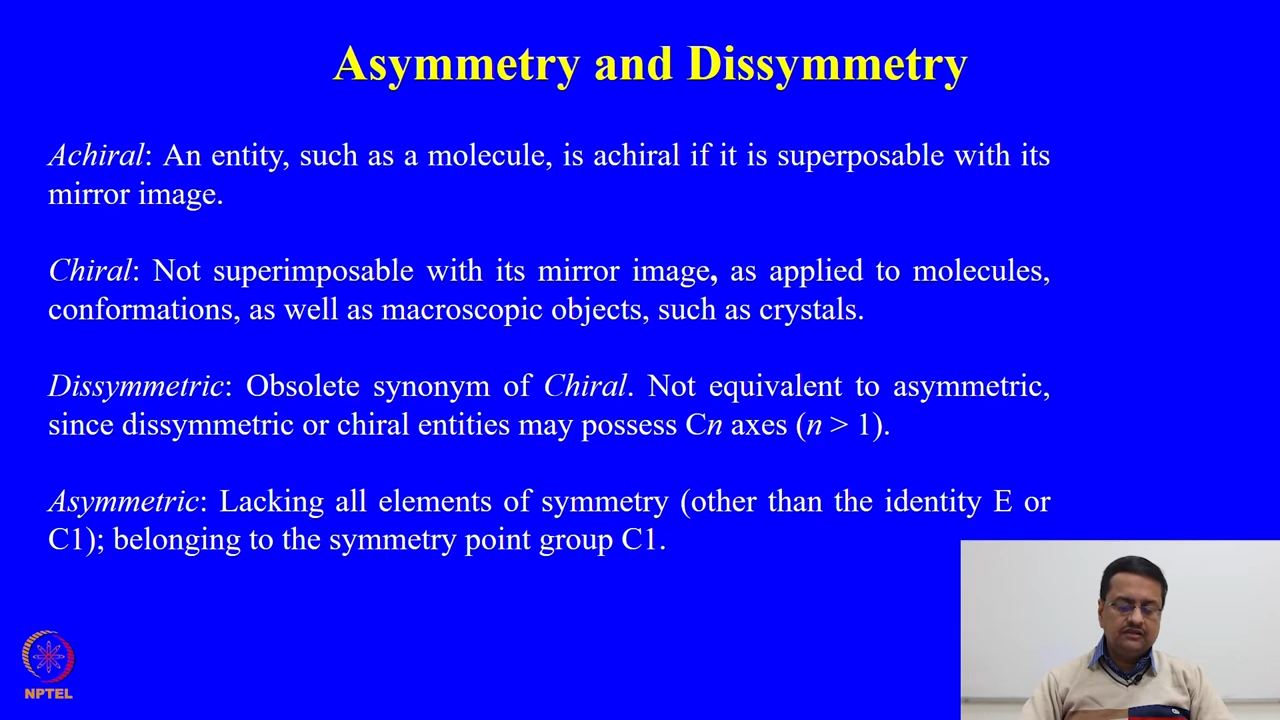 Asymmetry and Dissymmetry
Achiral: An entity, such as a molecule, is achiral if it is superposable with its
mirror image.
Chiral: Not superimposable with its mirror image, as applied to molecules,
conformations, as well as macroscopic objects, such as crystals.
Dissymmetric: Obsolete synonym of Chiral. Not equivalent to asymmetric,
since dissymmetric or chiral entities may possess Cn axes (n > 1).
Asymmetric: Lacking all elements of symmetry (other than the identity E or
C1); belonging to the symmetry point group C1.
NPTEL